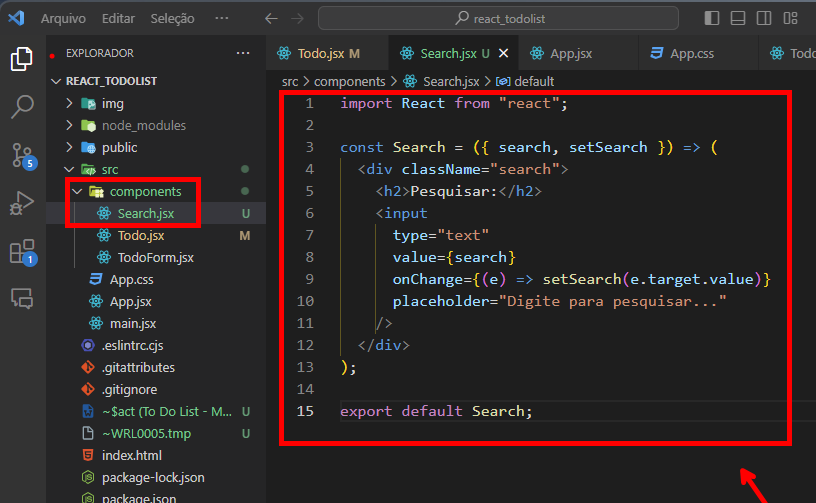 Arquivo Editar Seleção ··· react_todolist
EXPLORADOR ···
REACT_TODOLIST
img
node_modules
public
src
components
Search.jsx U
Todo.jsx M
TodoForm.jsx
App.css
App.jsx
main.jsx
.eslintrc.cjs
.gitattributes
.gitignore
~$act (To Do List - M... U
~WRL0005.tmp U
index.html
package-lock.json
package.json
5
1
Todo.jsx M Search.jsx U App.jsx App.css Todo
src > components > Search.jsx > default
1 import React from "react";
2
3 const Search = ({ search, setSearch }) => (
4 <div className="search">
5 <h2>Pesquisar:</h2>
6 <input
7 type="text"
8 value={search}
9 onChange={(e) => setSearch(e.target.value)}
10 placeholder="Digite para pesquisar..."
11 />
12 </div>
13 );
14
15 export default Search;